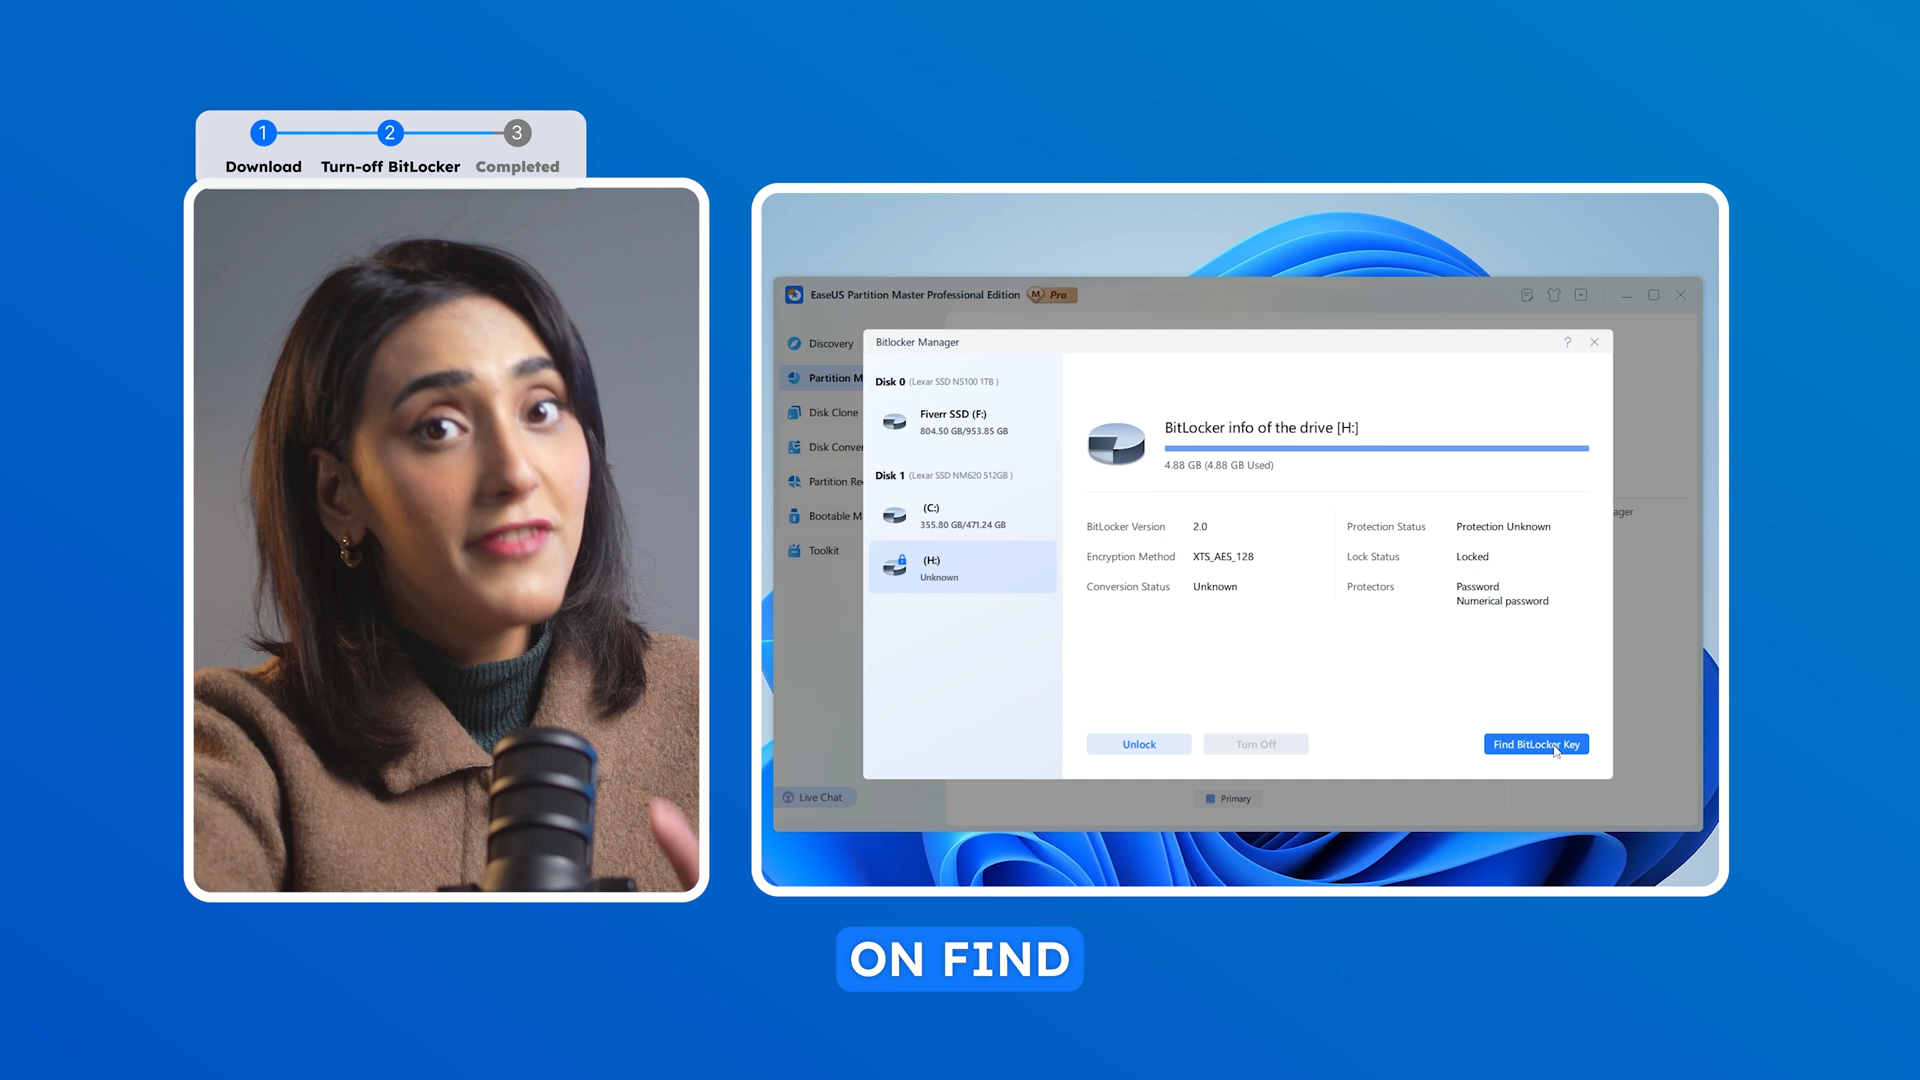 1 2 3
Download Turn-off BitLocker Completed
EaseUS Partition Master Professional Edition M Pro
Discovery
Partition M
Disk Clone
Disk Conver
Partition Re
Bootable M
Toolkit
Live Chat
Bitlocker Manager ?
Disk 0 (Lexar SSD NS100 1TB )
Fiverr SSD (F:)
804.50 GB/953.85 GB
Disk 1 (Lexar SSD NM620 512GB )
(C:)
355.80 GB/471.24 GB
(H:)
Unknown
BitLocker info of the drive [H:]
4.88 GB (4.88 GB Used)
BitLocker Version 2.0
Encryption Method XTS_AES_128
Conversion Status Unknown
Protection Status Protection Unknown
Lock Status Locked
Protectors Password
Numerical password
Unlock Turn Off Find BitLocker Key
ager
Primary
ON FIND